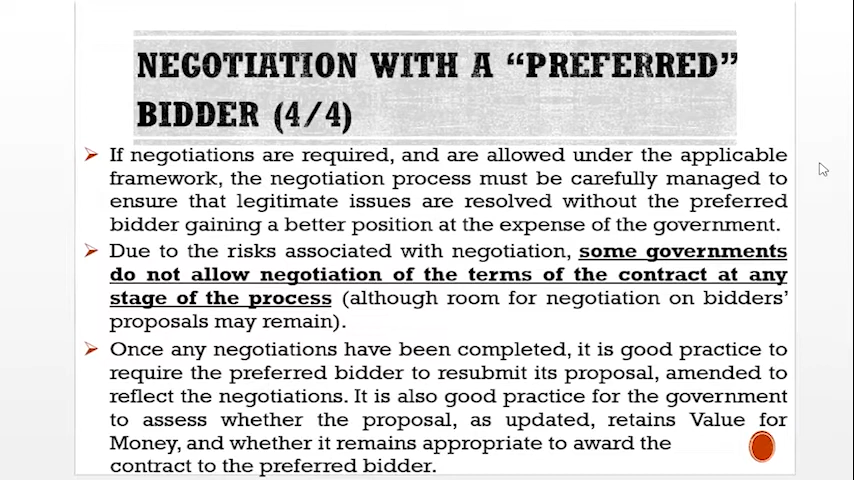 NEGOTIATION WITH A “PREFERRED”
BIDDER (4/4)
If negotiations are required, and are allowed under the applicable
framework, the negotiation process must be carefully managed to
ensure that legitimate issues are resolved without the preferred
bidder gaining a better position at the expense of the government.
Due to the risks associated with negotiation, some governments
do not allow negotiation of the terms of the contract at any
stage of the process (although room for negotiation on bidders’
proposals may remain).
Once any negotiations have been completed, it is good practice to
require the preferred bidder to resubmit its proposal, amended to
reflect the negotiations. It is also good practice for the government
to assess whether the proposal, as updated, retains Value for
Money, and whether it remains appropriate to award the
contract to the preferred bidder.